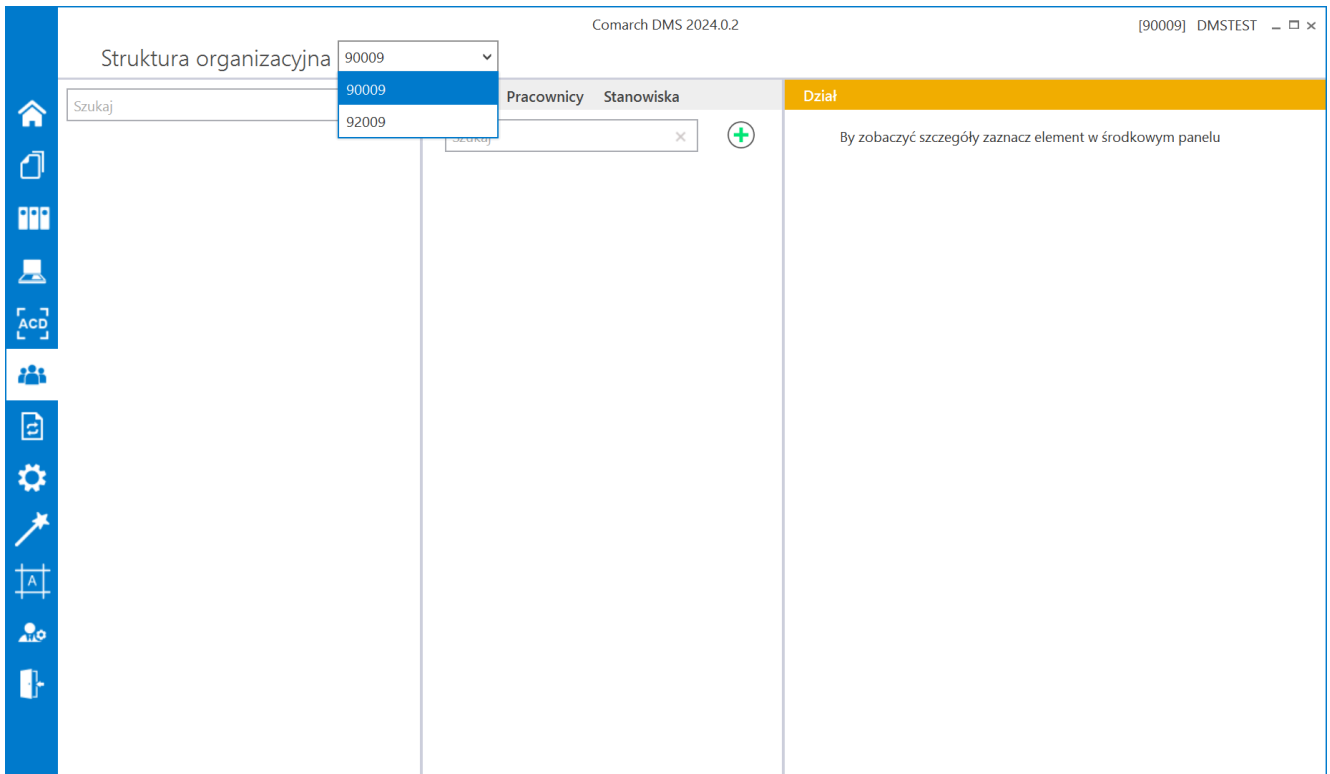 Comarch DMS 2024.0.2
[90009] DMSTEST
Struktura organizacyjna 90009
90009
92009
Szukaj
Pracownicy Stanowiska
Szukaj
Dział
By zobaczyć szczegóły zaznacz element w środkowym panelu
ACD
A